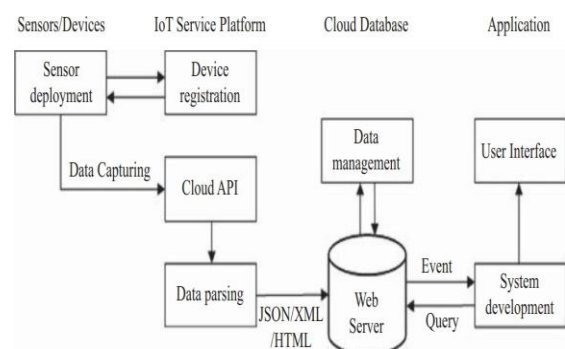 Sensors/Devices
IoT Service Platform
Cloud Database
Application
Sensor
deployment
Device
registration
Data
management
User Interface
Data Capturing
Cloud API
Data parsing
JSON/XML
/HTML
Web
Server
Event
Query
System
development